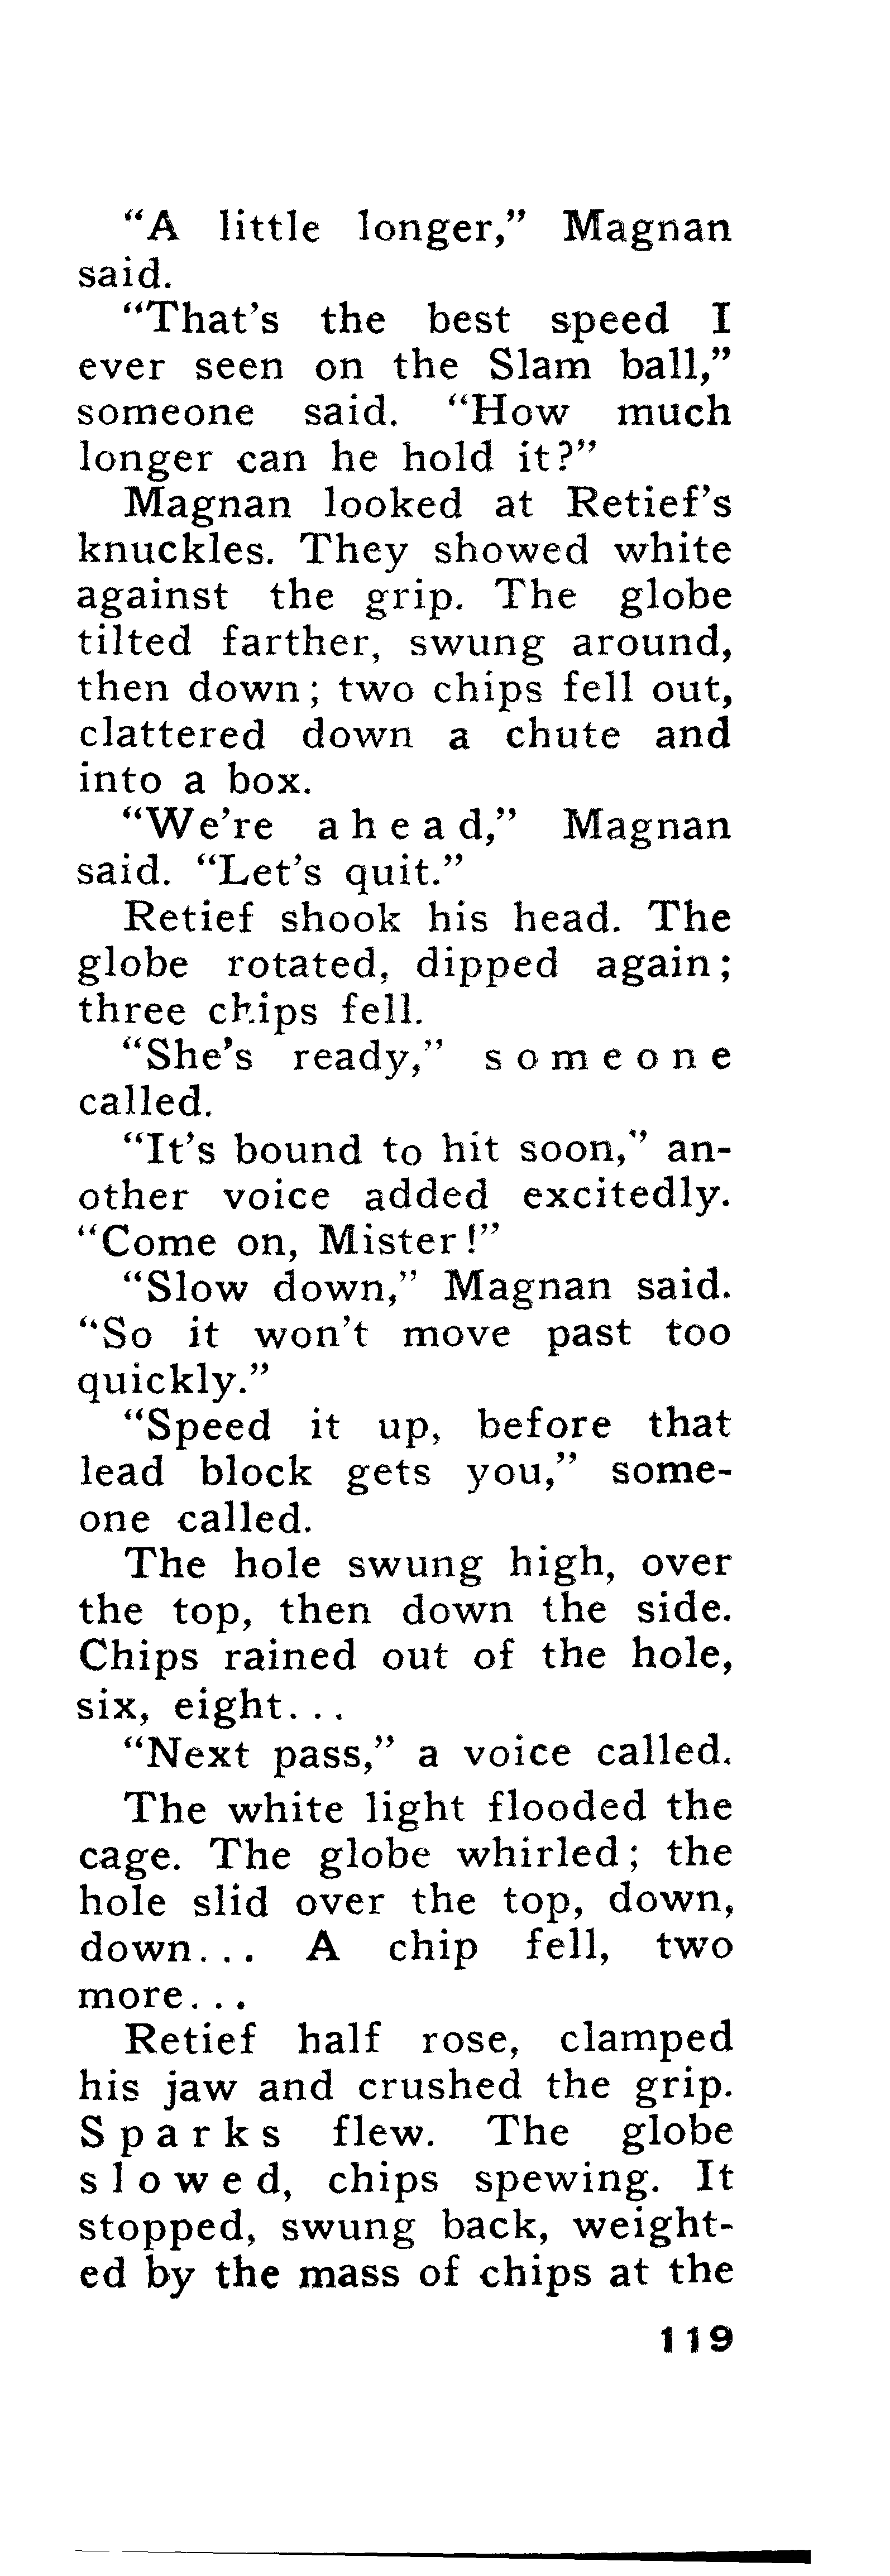 “A little longer,” Magnan
said.
“That’s the best speed I
ever seen on the Slam ball,”
someone said. “How much
longer can he hold it?”
Magnan looked at Retief’s
knuckles. They showed white
against the grip. The globe
tilted farther, swung around,
then down; two chips fell out,
clattered down a chute and
into a box.
“We’re ahead,” Magnan
said. “Let’s quit.”
Retief shook his head. The
globe rotated, dipped again;
three chips fell.
“She’s ready,” someone
called.
“It’s bound to hit soon,” an-
other voice added excitedly.
“Come on, Mister!”
“Slow down,” Magnan said.
“So it won’t move past too
quickly.”
“Speed it up, before that
lead block gets you,” some-
one called.
The hole swung high, over
the top, then down the side.
Chips rained out of the hole,
six, eight...
“Next pass,” a voice called.
The white light flooded the
cage. The globe whirled; the
hole slid over the top, down,
down... A chip fell, two
more...
Retief half rose, clamped
his jaw and crushed the grip.
Sparks flew. The globe
slowed, chips spewing. It
stopped, swung back, weight-
ed by the mass of chips at the
119